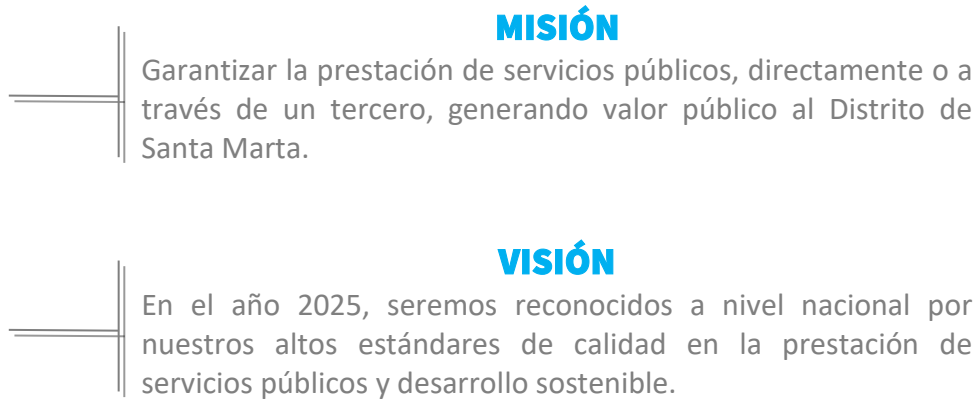 MISIÓN
Garantizar la prestación de servicios públicos, directamente o a
través de un tercero, generando valor público al Distrito de
Santa Marta.
VISIÓN
En el año 2025, seremos reconocidos a nivel nacional por
nuestros altos estándares de calidad en la prestación de
servicios públicos y desarrollo sostenible.